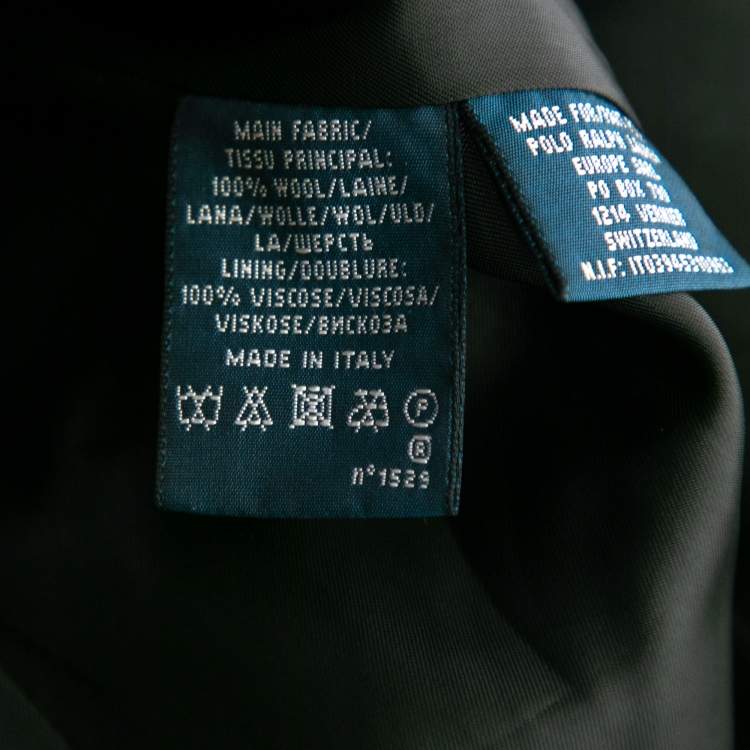 MAIN FABRIC/
TISSU PRINCIPAL:
100% WOOL/LAINE/
LANA/WOLLE/WOL/ULD/
LA/ШЕРСТЬ
LINING/DOUBLURE:
100% VISCOSE/VISCOSA/
VISKOSE/ВИСКОЗА
MADE IN ITALY
P
R
n°1529
MADE FOR/
POLO RALPH
EUROPE
PO BOX
1214 VERNIER
SWITZERLAND
N.I.F: